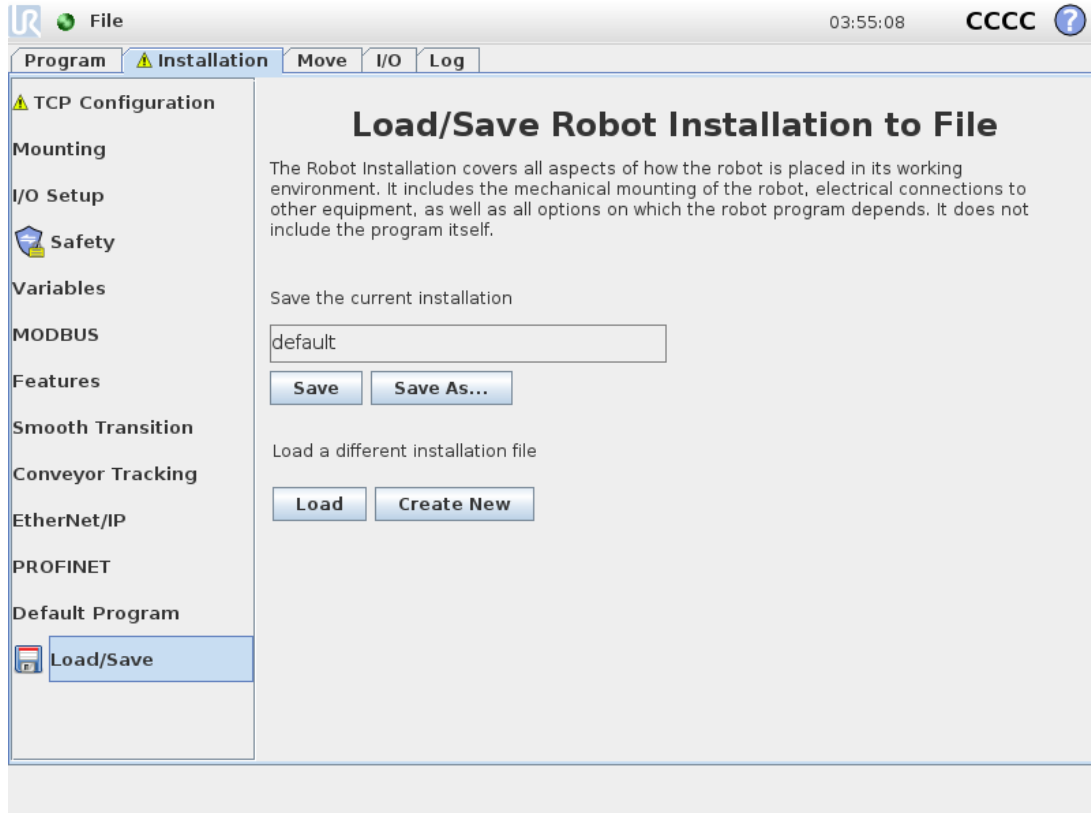 UR File 03:55:08 CCCC ?
Program Installation Move I/O Log
TCP Configuration
Mounting
I/O Setup
Safety
Variables
MODBUS
Features
Smooth Transition
Conveyor Tracking
EtherNet/IP
PROFINET
Default Program
Load/Save
Load/Save Robot Installation to File
The Robot Installation covers all aspects of how the robot is placed in its working
environment. It includes the mechanical mounting of the robot, electrical connections to
other equipment, as well as all options on which the robot program depends. It does not
include the program itself.
Save the current installation
default
Save Save As...
Load a different installation file
Load Create New